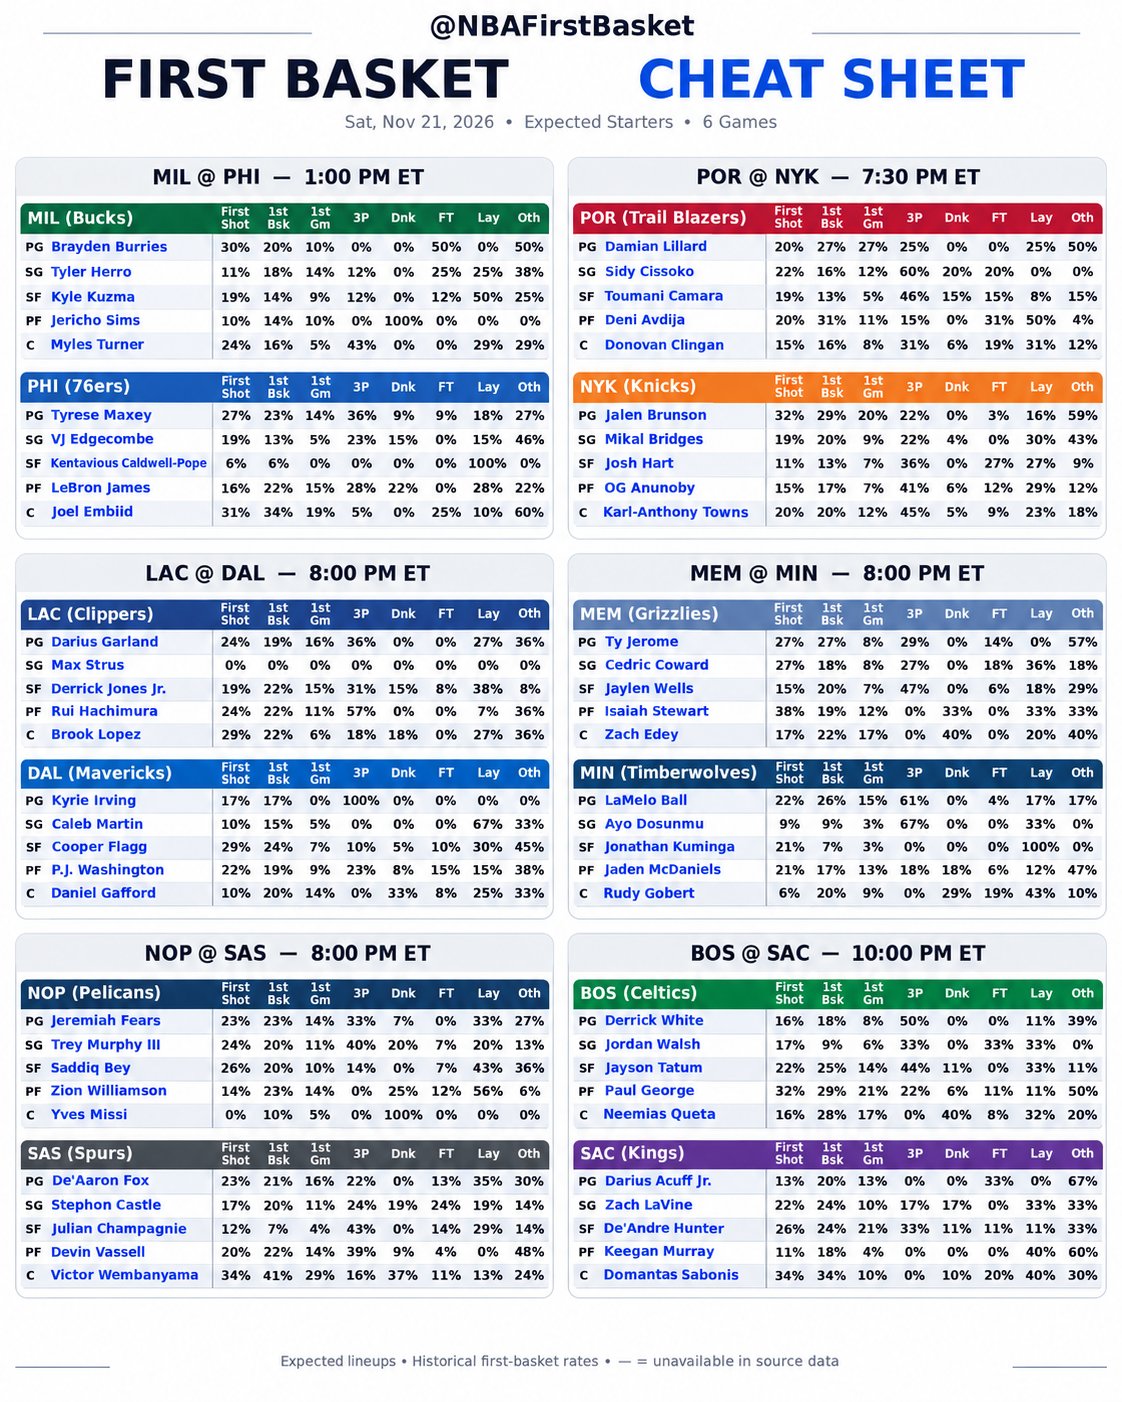 @NBAFirstBasket
FIRST BASKET CHEAT SHEET
Sat, Nov 21, 2026 • Expected Starters • 6 Games
MIL @ PHI — 1:00 PM ET
MIL (Bucks) First Shot 1st Bsk 1st Gm 3P Dnk FT Lay Oth
PG Brayden Burries 30% 20% 10% 0% 0% 50% 0% 50%
SG Tyler Herro 11% 18% 14% 12% 0% 25% 25% 38%
SF Kyle Kuzma 19% 14% 9% 12% 0% 12% 50% 25%
PF Jericho Sims 10% 14% 10% 0% 100% 0% 0% 0%
C Myles Turner 24% 16% 5% 43% 0% 0% 29% 29%
PHI (76ers) First Shot 1st Bsk 1st Gm 3P Dnk FT Lay Oth
PG Tyrese Maxey 27% 23% 14% 36% 9% 9% 18% 27%
SG VJ Edgecombe 19% 13% 5% 23% 15% 0% 15% 46%
SF Kentavious Caldwell-Pope 6% 6% 0% 0% 0% 0% 100% 0%
PF LeBron James 16% 22% 15% 28% 22% 0% 28% 22%
C Joel Embiid 31% 34% 19% 5% 0% 25% 10% 60%
POR @ NYK — 7:30 PM ET
POR (Trail Blazers) First Shot 1st Bsk 1st Gm 3P Dnk FT Lay Oth
PG Damian Lillard 20% 27% 27% 25% 0% 0% 25% 50%
SG Sidy Cissoko 22% 16% 12% 60% 20% 20% 0% 0%
SF Toumani Camara 19% 13% 5% 46% 15% 15% 8% 15%
PF Deni Avdija 20% 31% 11% 15% 0% 31% 50% 4%
C Donovan Clingan 15% 16% 8% 31% 6% 19% 31% 12%
NYK (Knicks) First Shot 1st Bsk 1st Gm 3P Dnk FT Lay Oth
PG Jalen Brunson 32% 29% 20% 22% 0% 3% 16% 59%
SG Mikal Bridges 19% 20% 9% 22% 4% 0% 30% 43%
SF Josh Hart 11% 13% 7% 36% 0% 27% 27% 9%
PF OG Anunoby 15% 17% 7% 41% 6% 12% 29% 12%
C Karl-Anthony Towns 20% 20% 12% 45% 5% 9% 23% 18%
LAC @ DAL — 8:00 PM ET
LAC (Clippers) First Shot 1st Bsk 1st Gm 3P Dnk FT Lay Oth
PG Darius Garland 24% 19% 16% 36% 0% 0% 27% 36%
SG Max Strus 0% 0% 0% 0% 0% 0% 0% 0%
SF Derrick Jones Jr. 19% 22% 15% 31% 15% 8% 38% 8%
PF Rui Hachimura 24% 22% 11% 57% 0% 0% 7% 36%
C Brook Lopez 29% 22% 6% 18% 18% 0% 27% 36%
DAL (Mavericks) First Shot 1st Bsk 1st Gm 3P Dnk FT Lay Oth
PG Kyrie Irving 17% 17% 0% 100% 0% 0% 0% 0%
SG Caleb Martin 10% 15% 5% 0% 0% 0% 67% 33%
SF Cooper Flagg 29% 24% 7% 10% 5% 10% 30% 45%
PF P.J. Washington 22% 19% 9% 23% 8% 15% 15% 38%
C Daniel Gafford 10% 20% 14% 0% 33% 8% 25% 33%
MEM @ MIN — 8:00 PM ET
MEM (Grizzlies) First Shot 1st Bsk 1st Gm 3P Dnk FT Lay Oth
PG Ty Jerome 27% 27% 8% 29% 0% 14% 0% 57%
SG Cedric Coward 27% 18% 8% 27% 0% 18% 36% 18%
SF Jaylen Wells 15% 20% 7% 47% 0% 6% 18% 29%
PF Isaiah Stewart 38% 19% 12% 0% 33% 0% 33% 33%
C Zach Edey 17% 22% 17% 0% 40% 0% 20% 40%
MIN (Timberwolves) First Shot 1st Bsk 1st Gm 3P Dnk FT Lay Oth
PG LaMelo Ball 22% 26% 15% 61% 0% 4% 17% 17%
SG Ayo Dosunmu 9% 9% 3% 67% 0% 0% 33% 0%
SF Jonathan Kuminga 21% 7% 3% 0% 0% 0% 100% 0%
PF Jaden McDaniels 21% 17% 13% 18% 18% 6% 12% 47%
C Rudy Gobert 6% 20% 9% 0% 29% 19% 43% 10%
NOP @ SAS — 8:00 PM ET
NOP (Pelicans) First Shot 1st Bsk 1st Gm 3P Dnk FT Lay Oth
PG Jeremiah Fears 23% 23% 14% 33% 7% 0% 33% 27%
SG Trey Murphy III 24% 20% 11% 40% 20% 7% 20% 13%
SF Saddiq Bey 26% 20% 10% 14% 0% 7% 43% 36%
PF Zion Williamson 14% 23% 14% 0% 25% 12% 56% 6%
C Yves Missi 0% 10% 5% 0% 100% 0% 0% 0%
SAS (Spurs) First Shot 1st Bsk 1st Gm 3P Dnk FT Lay Oth
PG De'Aaron Fox 23% 21% 16% 22% 0% 13% 35% 30%
SG Stephon Castle 17% 20% 11% 24% 19% 24% 19% 14%
SF Julian Champagnie 12% 7% 4% 43% 0% 14% 29% 14%
PF Devin Vassell 20% 22% 14% 39% 9% 4% 0% 48%
C Victor Wembanyama 34% 41% 29% 16% 37% 11% 13% 24%
BOS @ SAC — 10:00 PM ET
BOS (Celtics) First Shot 1st Bsk 1st Gm 3P Dnk FT Lay Oth
PG Derrick White 16% 18% 8% 50% 0% 0% 11% 39%
SG Jordan Walsh 17% 9% 6% 33% 0% 33% 33% 0%
SF Jayson Tatum 22% 25% 14% 44% 11% 0% 33% 11%
PF Paul George 32% 29% 21% 22% 6% 11% 11% 50%
C Neemias Queta 16% 28% 17% 0% 40% 8% 32% 20%
SAC (Kings) First Shot 1st Bsk 1st Gm 3P Dnk FT Lay Oth
PG Darius Acuff Jr. 13% 20% 13% 0% 0% 33% 0% 67%
SG Zach LaVine 22% 24% 10% 17% 17% 0% 33% 33%
SF De'Andre Hunter 26% 24% 21% 33% 11% 11% 11% 33%
PF Keegan Murray 11% 18% 4% 0% 0% 0% 40% 60%
C Domantas Sabonis 34% 34% 10% 0% 10% 20% 40% 30%
Expected lineups • Historical first-basket rates • — = unavailable in source data